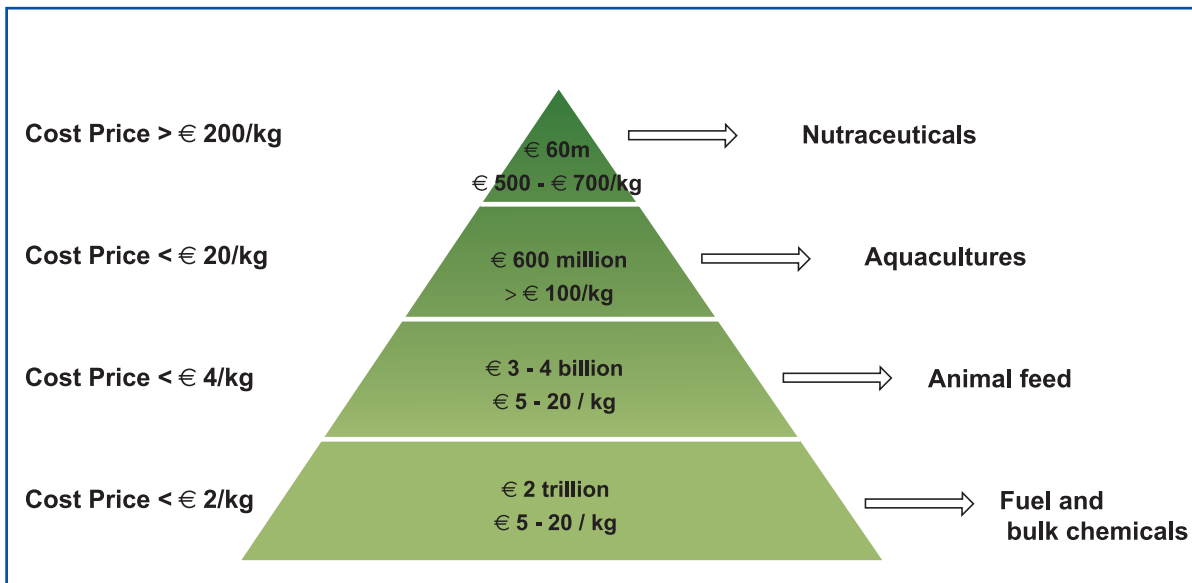 Cost Price > € 200/kg
€ 60m
€ 500 - € 700/kg
Nutraceuticals
Cost Price < € 20/kg
€ 600 million
> € 100/kg
Aquacultures
Cost Price < € 4/kg
€ 3 - 4 billion
€ 5 - 20 / kg
Animal feed
Cost Price < € 2/kg
€ 2 trillion
€ 5 - 20 / kg
Fuel and
bulk chemicals